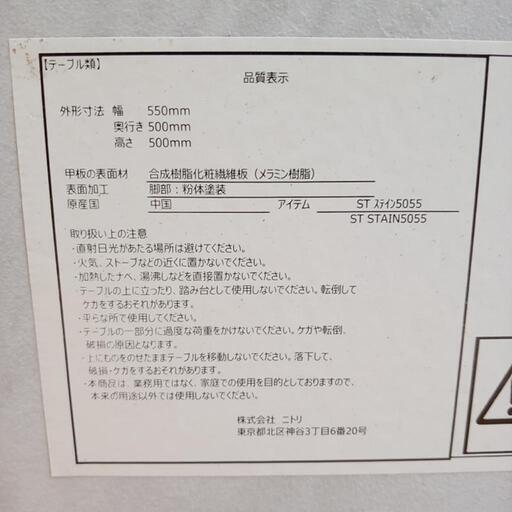 【テーブル類】
品質表示
外形寸法 幅 550mm
奥行き 500mm
高さ 500mm
甲板の表面材 合成樹脂化粧繊維板（メラミン樹脂）
表面加工 脚部：粉体塗装
原産国 中国 アイテム ST ｽﾃｲﾝ5055
ST STAIN5055
取り扱い上の注意
・直射日光があたる場所は避けてください。
・火気、ストーブなどの近くに置かないでください。
・加熱したナベ、湯沸しなどを直接置かないでください。
・テーブルの上に立ったり、踏み台として使用しないでください。転倒して
ケガをするおそれがあります。
・平らな所で使用してください。
・テーブルの一部分に過度な荷重をかけないでください。ケガや転倒、
破損の原因となります。
・上にものをのせたままテーブルを移動しないでください。落下して、
破損・ケガをするおそれがあります。
・本商品は、業務用ではなく、家庭での使用を目的としていますので、
本来の用途以外では使用しないでください。
株式会社 ニトリ
東京都北区神谷3丁目6番20号